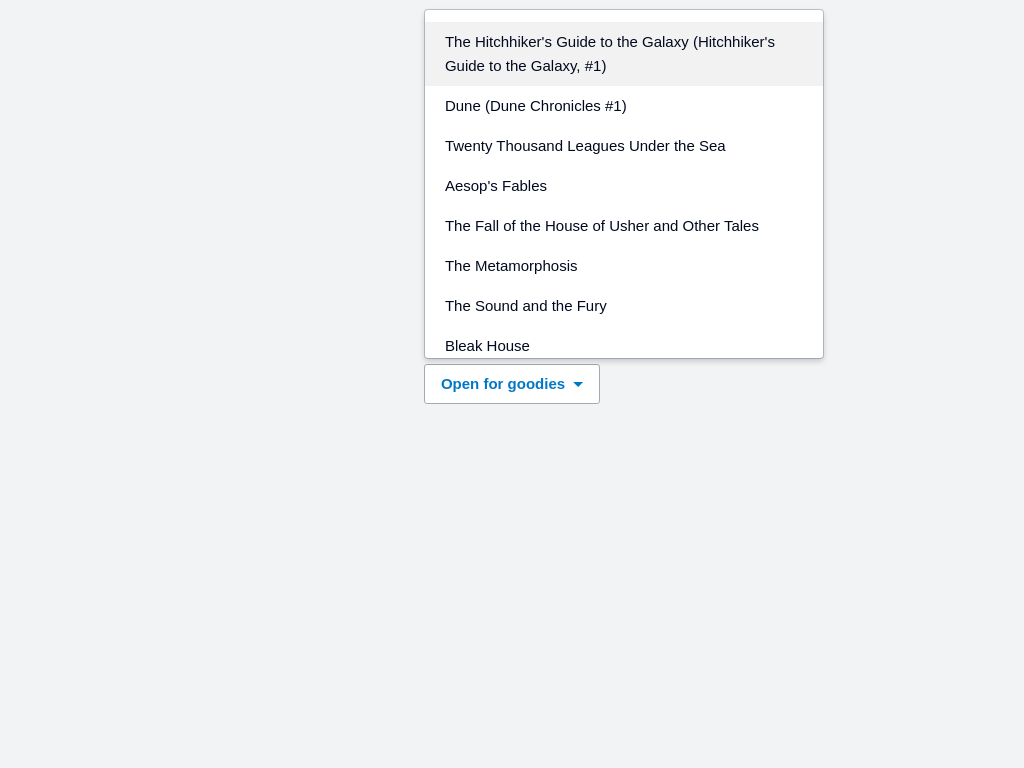 The Hitchhiker's Guide to the Galaxy (Hitchhiker's
Guide to the Galaxy, #1)
Dune (Dune Chronicles #1)
Twenty Thousand Leagues Under the Sea
Aesop's Fables
The Fall of the House of Usher and Other Tales
The Metamorphosis
The Sound and the Fury
Bleak House
Open for goodies